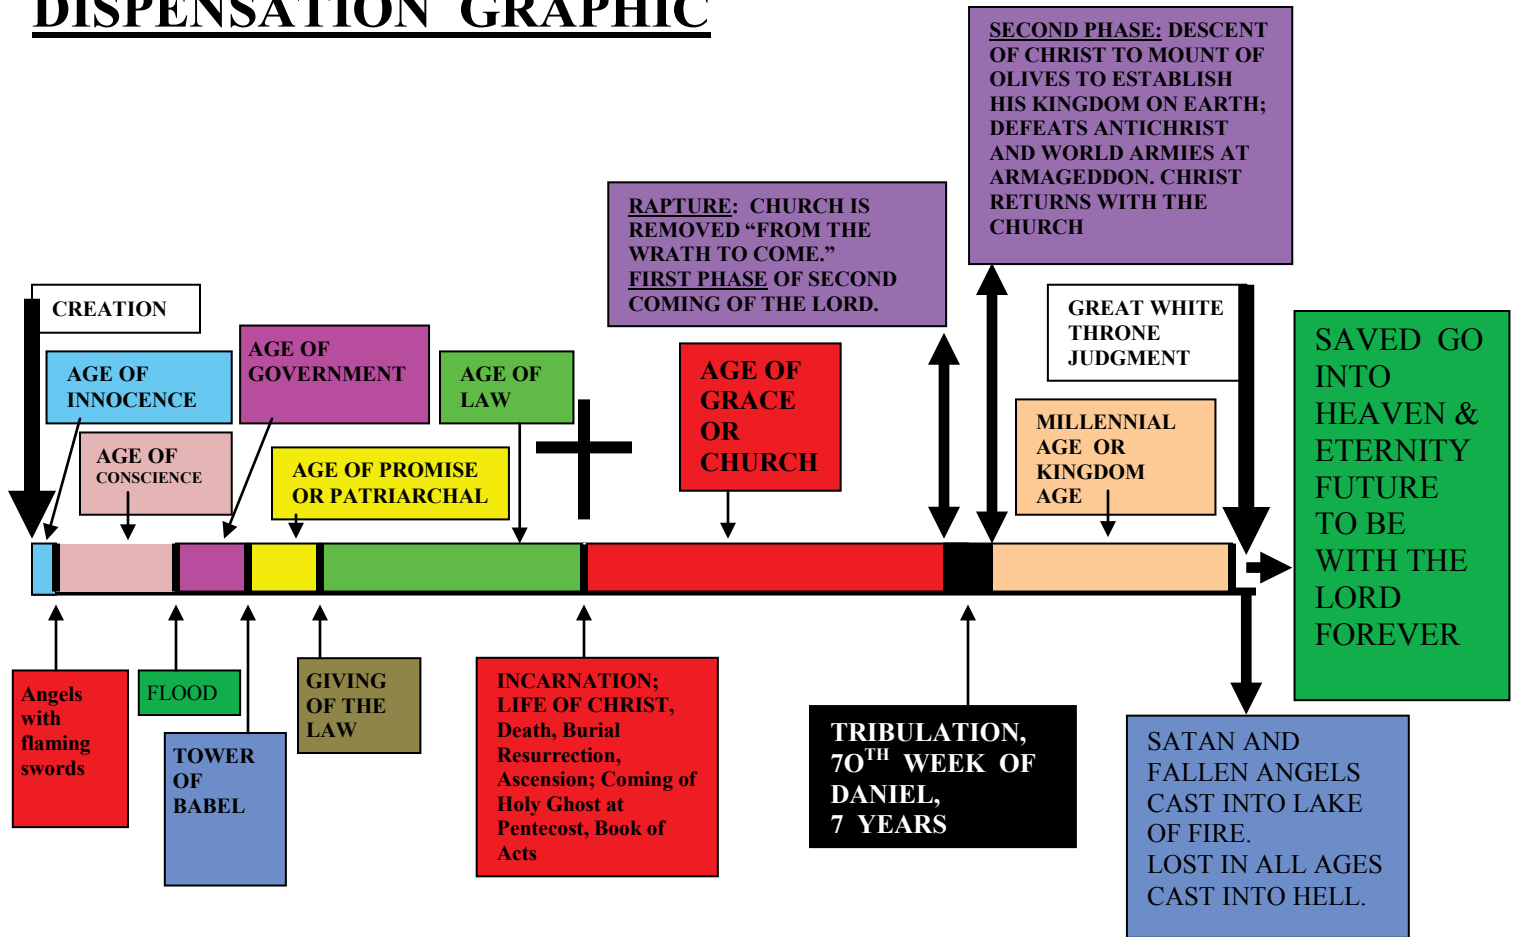 DISPENSATION GRAPHIC
SECOND PHASE: DESCENT
OF CHRIST TO MOUNT OF
OLIVES TO ESTABLISH
HIS KINGDOM ON EARTH;
DEFEATS ANTICHRIST
AND WORLD ARMIES AT
ARMAGEDDON. CHRIST
RETURNS WITH THE
CHURCH
RAPTURE: CHURCH IS
REMOVED “FROM THE
WRATH TO COME.”
FIRST PHASE OF SECOND
COMING OF THE LORD.
CREATION
AGE OF
INNOCENCE
AGE OF
CONSCIENCE
AGE OF
GOVERNMENT
AGE OF PROMISE
OR PATRIARCHAL
AGE OF
LAW
AGE OF
GRACE
OR
CHURCH
GREAT WHITE
THRONE
JUDGMENT
MILLENNIAL
AGE OR
KINGDOM
AGE
SAVED GO
INTO
HEAVEN &
ETERNITY
FUTURE
TO BE
WITH THE
LORD
FOREVER
Angels
with
flaming
swords
FLOOD
TOWER
OF
BABEL
GIVING
OF THE
LAW
INCARNATION;
LIFE OF CHRIST,
Death, Burial
Resurrection,
Ascension; Coming of
Holy Ghost at
Pentecost, Book of
Acts
TRIBULATION,
7OTH WEEK OF
DANIEL,
7 YEARS
SATAN AND
FALLEN ANGELS
CAST INTO LAKE
OF FIRE.
LOST IN ALL AGES
CAST INTO HELL.